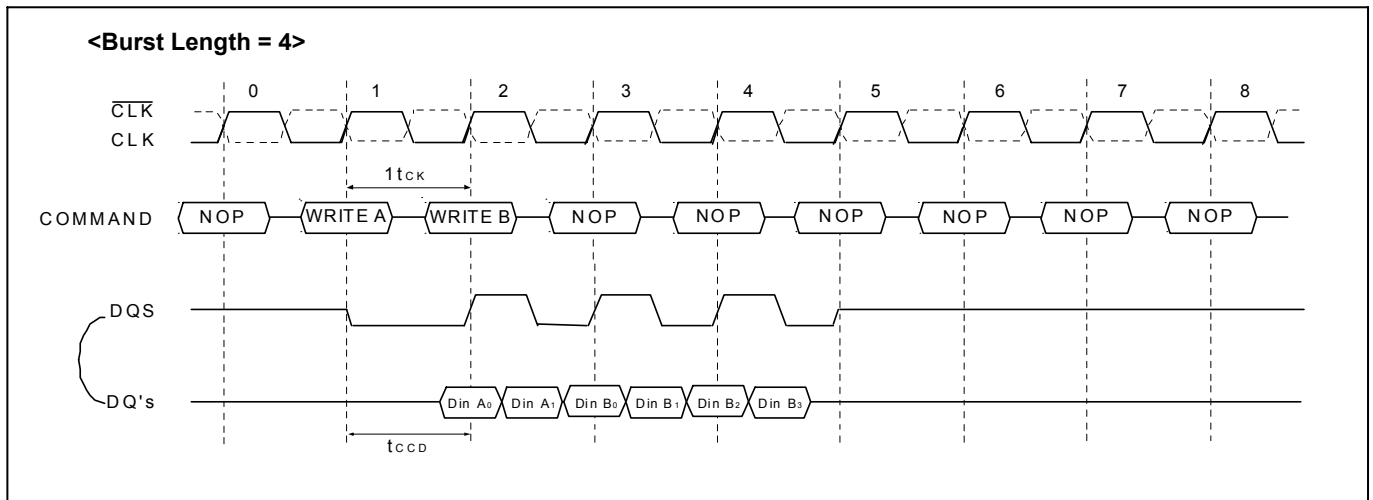 <Burst Length = 4>
0 1 2 3 4 5 6 7 8
CLK
CLK
1tCK
COMMAND NOP WRITE A WRITE B NOP NOP NOP NOP NOP NOP
DQS
DQ's Din A0 Din A1 Din B0 Din B1 Din B2 Din B3
tCCD